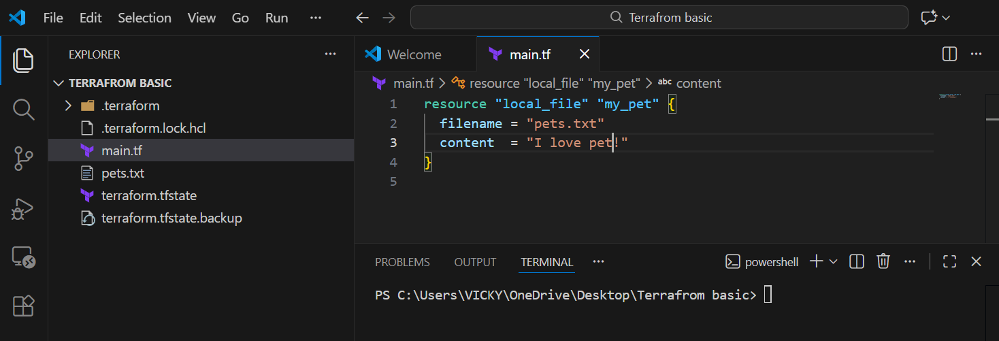 File Edit Selection View Go Run ··· Terrafrom basic
EXPLORER ···
TERRAFROM BASIC
.terraform
.terraform.lock.hcl
main.tf
pets.txt
terraform.tfstate
terraform.tfstate.backup
Welcome main.tf ···
main.tf > resource "local_file" "my_pet" > abc content
1 resource "local_file" "my_pet" {
2 filename = "pets.txt"
3 content  = "I love pet!"
4 }
5
PROBLEMS OUTPUT TERMINAL ··· powershell ···
PS C:\Users\VICKY\OneDrive\Desktop\Terrafrom basic>